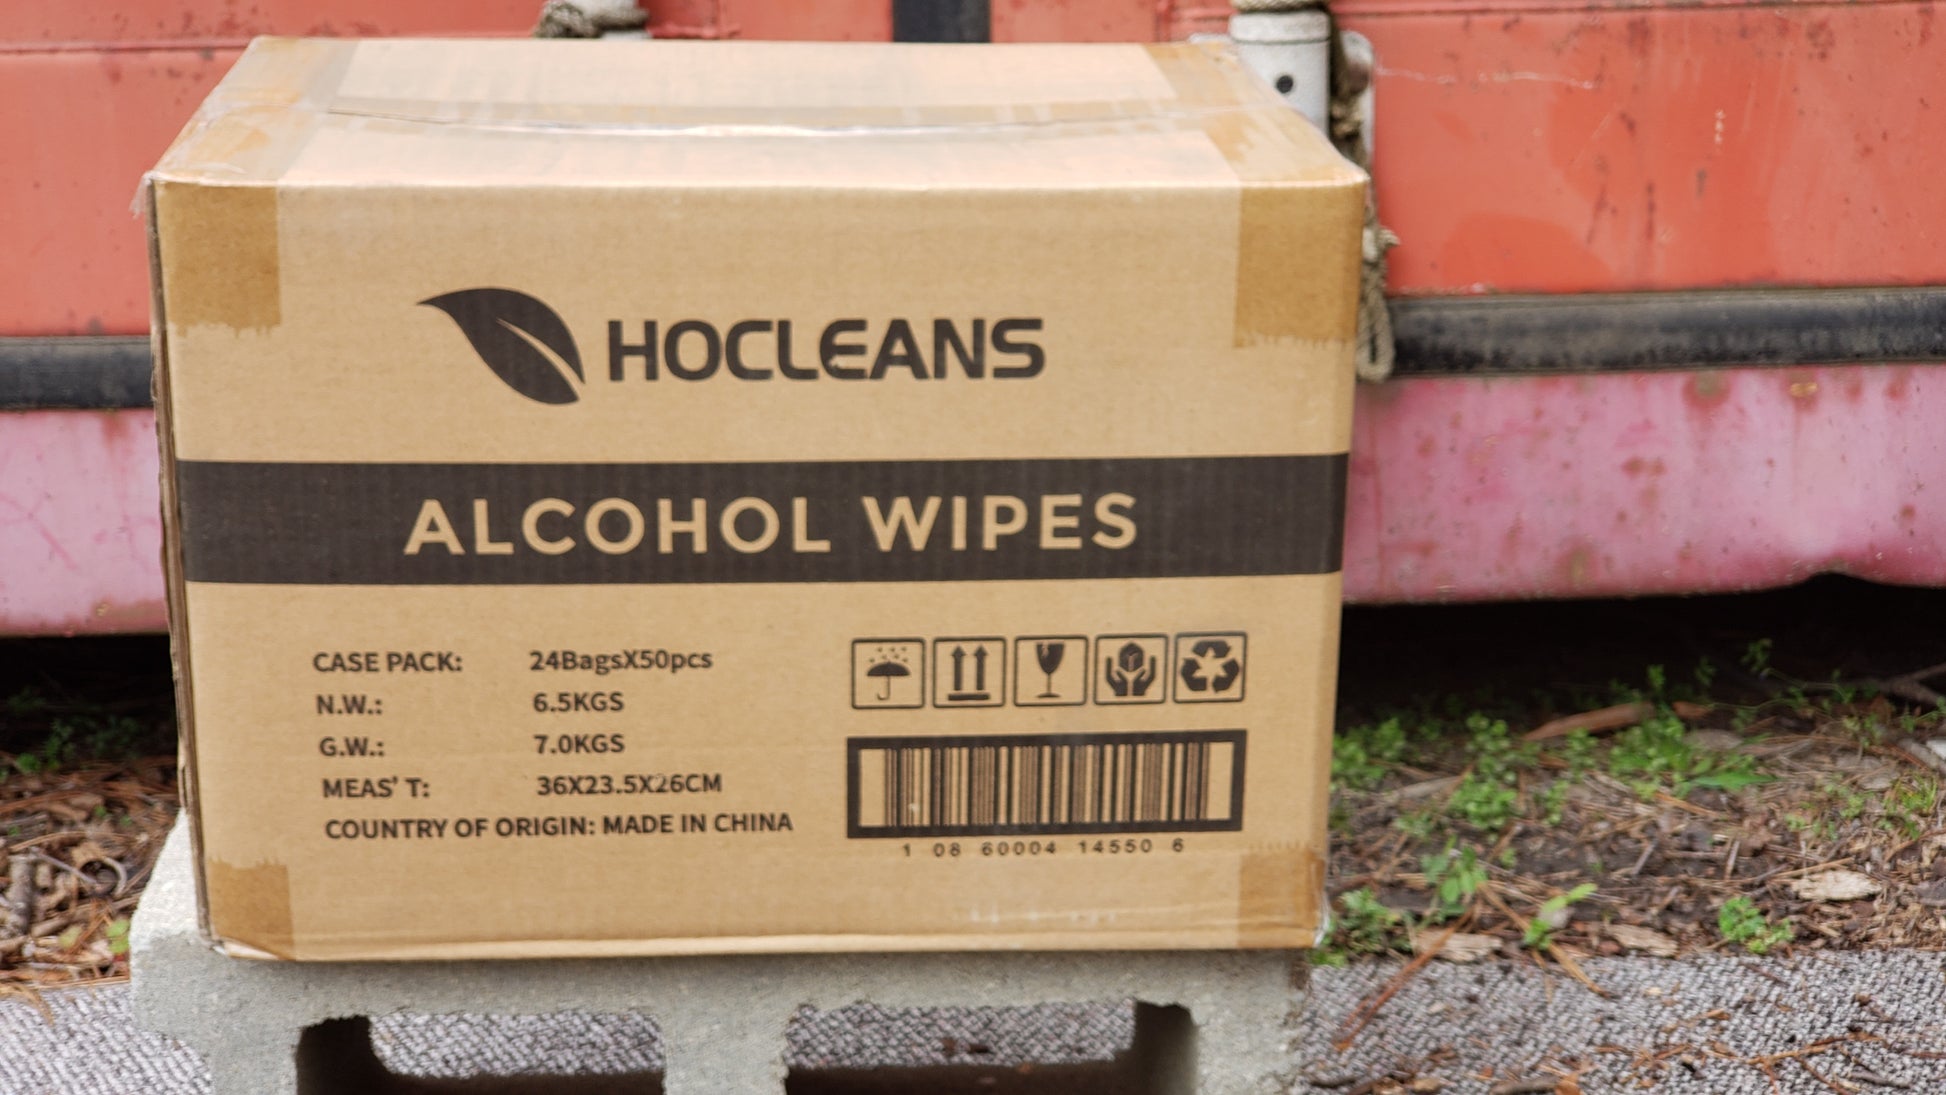 HOCLEANS
ALCOHOL WIPES
CASE PACK: 24BagsX50pcs
N.W.: 6.5KGS
G.W.: 7.0KGS
MEAS' T: 36X23.5X26CM
COUNTRY OF ORIGIN: MADE IN CHINA
1 08 60004 14550 6